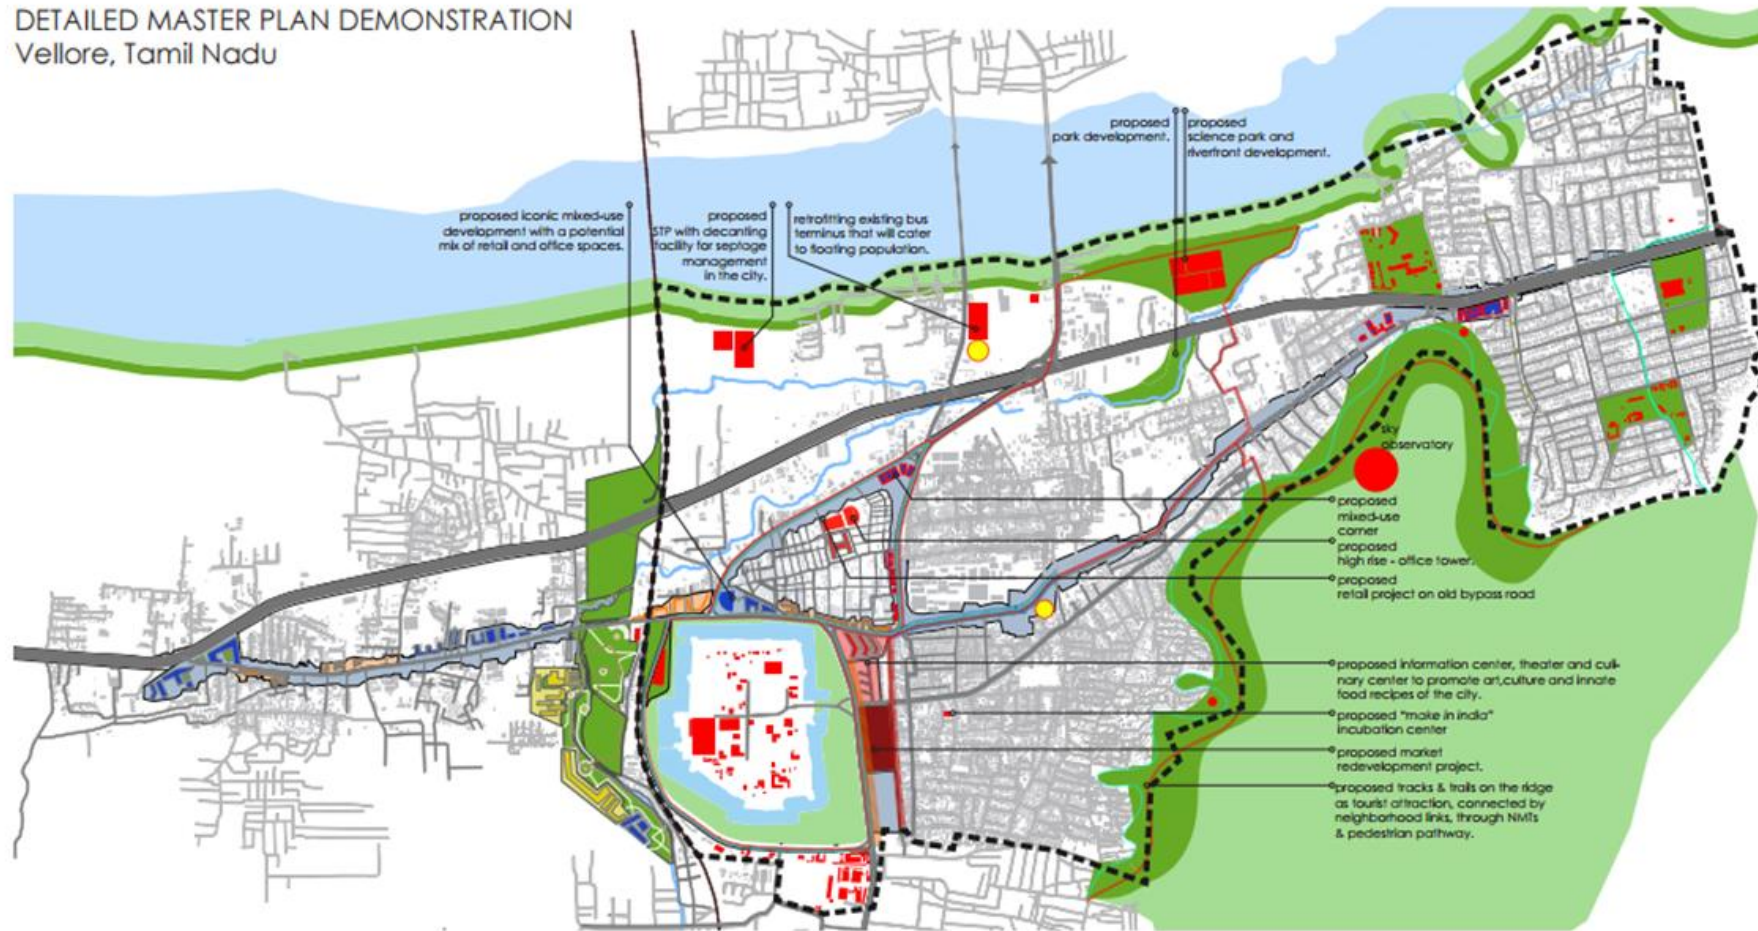 DETAILED MASTER PLAN DEMONSTRATION
Vellore, Tamil Nadu
proposed
park development.
proposed
science park and
riverfront development.
proposed iconic mixed-use
development with a potential
mix of retail and office spaces.
proposed
STP with decanting
facility for septage
management
in the city.
retrofitting existing bus
terminus that will cater
to floating population.
sky
observatory
proposed
mixed-use
corner
proposed
high rise - office tower.
proposed
retail project on old bypass road
proposed information center, theater and culi-
nary center to promote art,culture and innate
food recipes of the city.
proposed "make in india"
incubation center
proposed market
redevelopment project.
proposed tracks & trails on the ridge
as tourist attraction, connected by
neighborhood links, through NMTs
& pedestrian pathway.